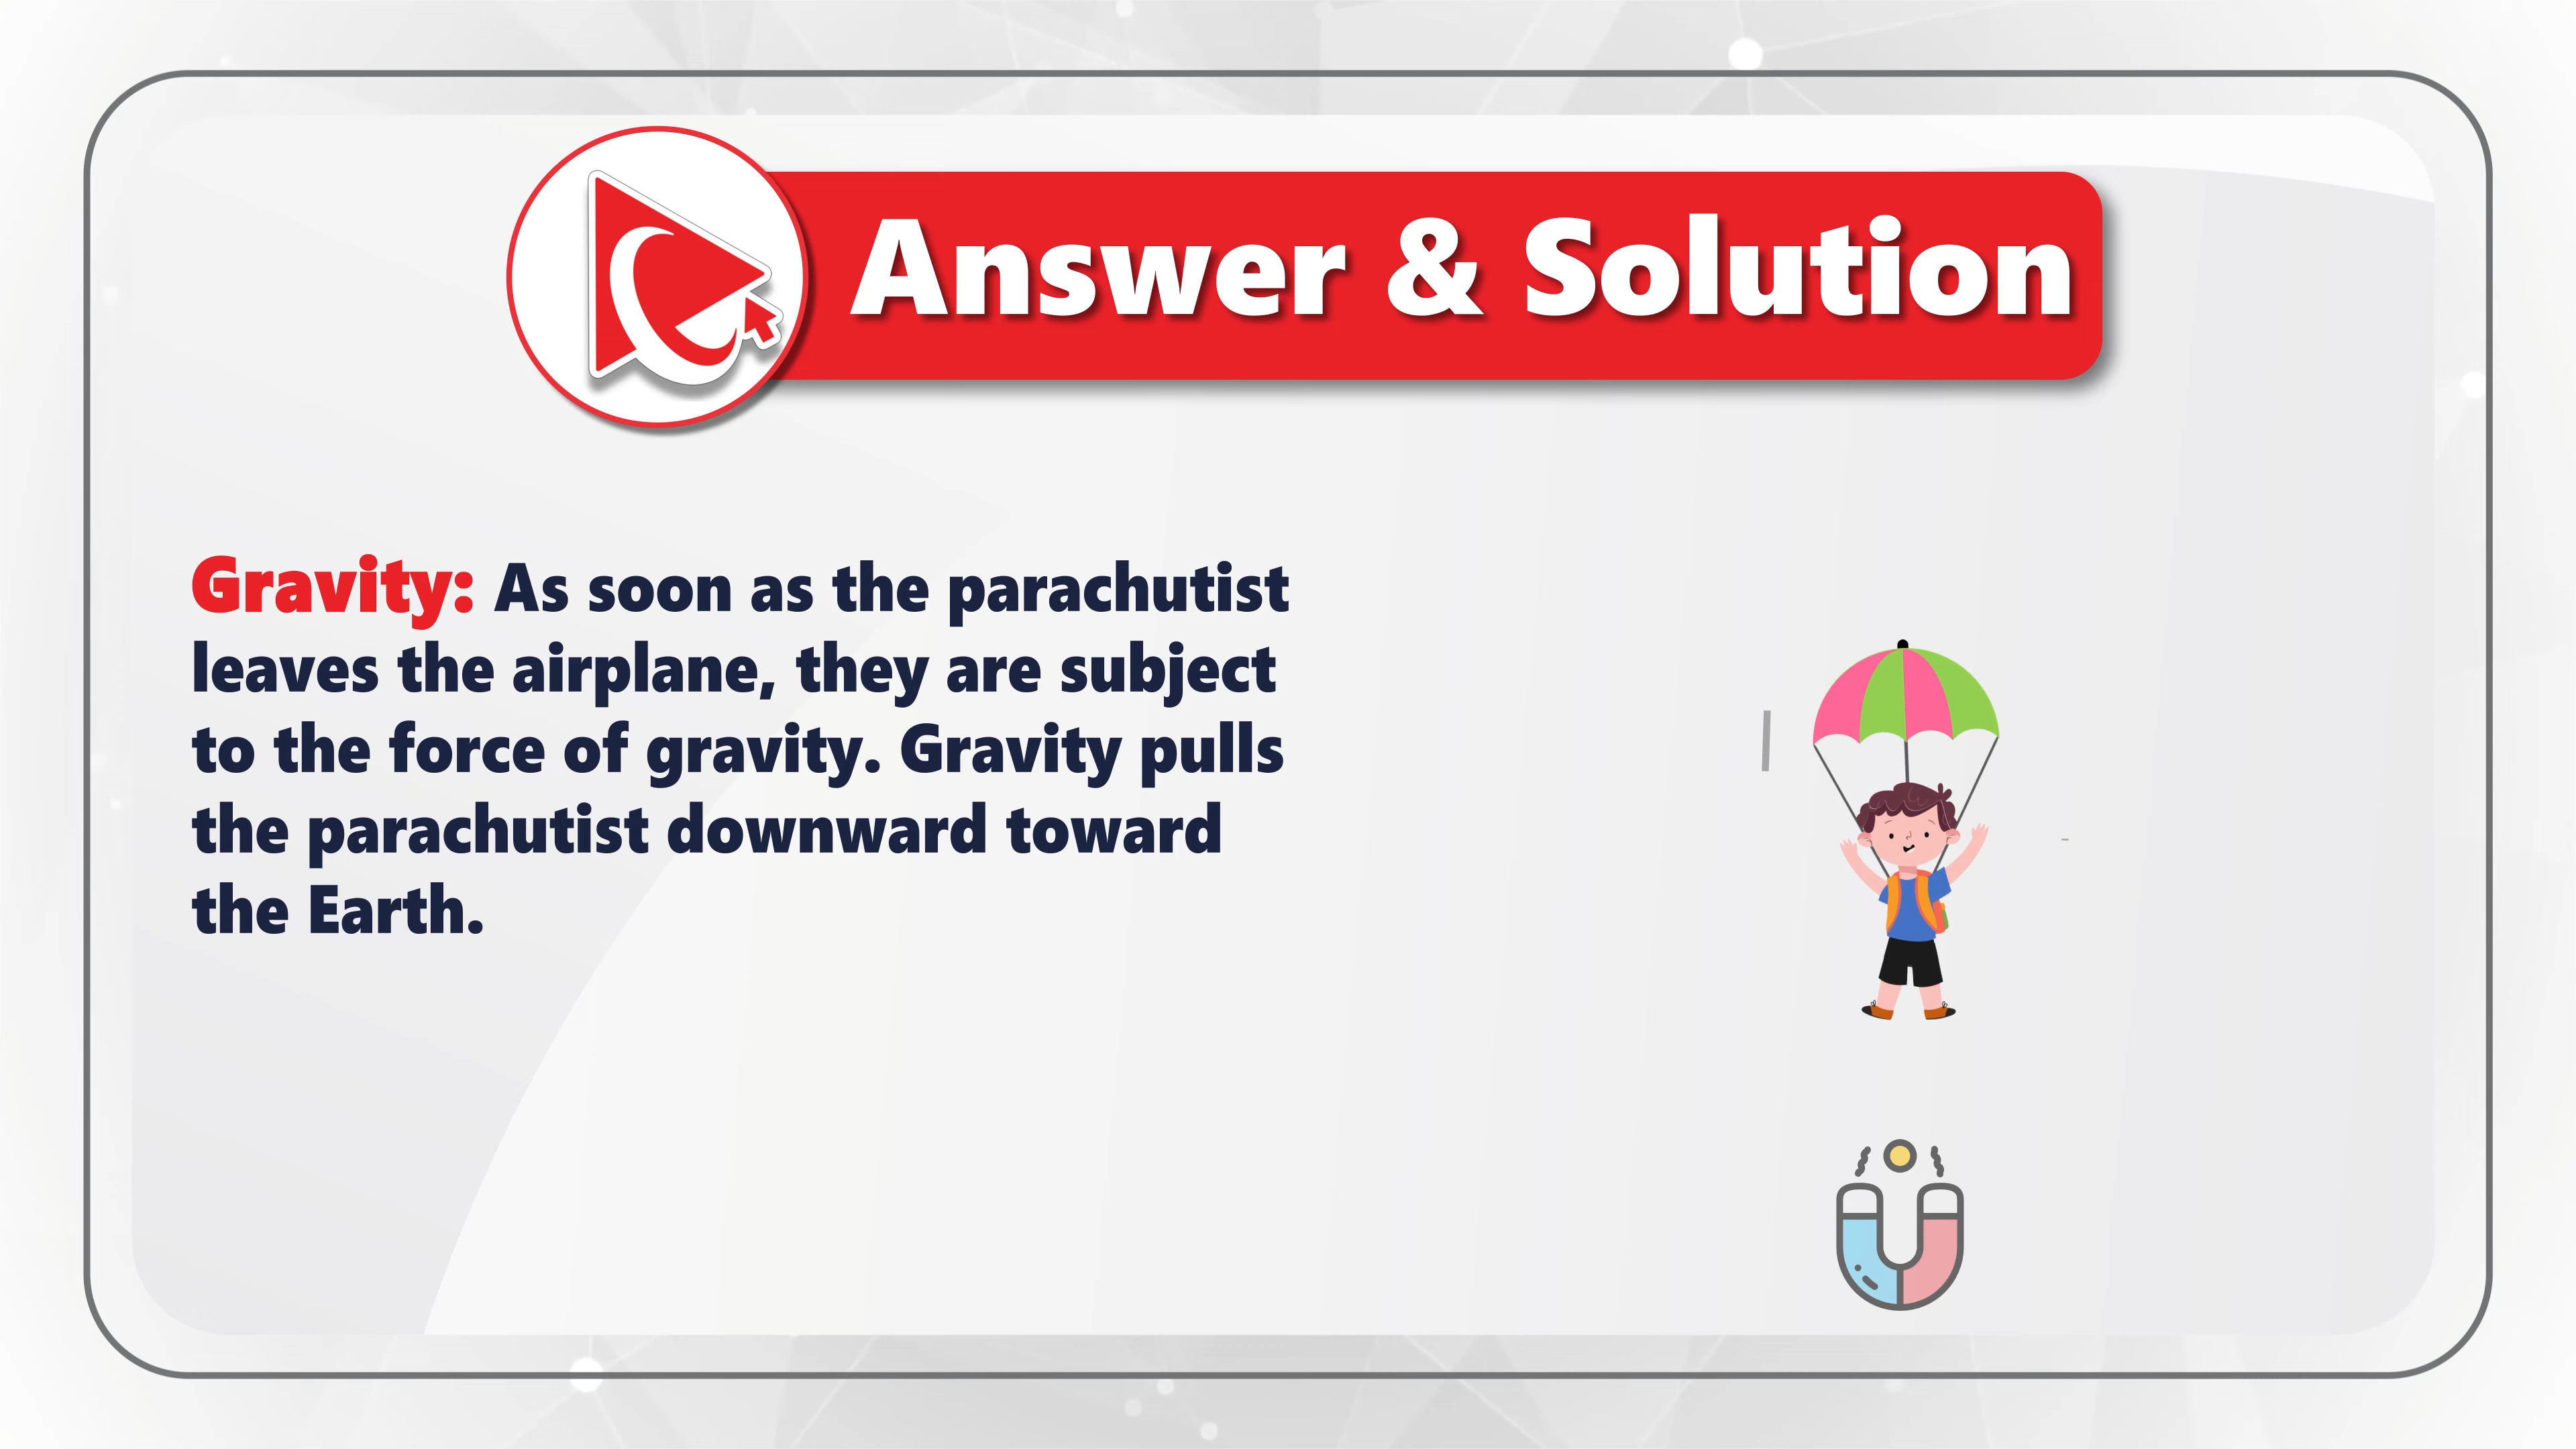 Answer & Solution
Gravity: As soon as the parachutist
leaves the airplane, they are subject
to the force of gravity. Gravity pulls
the parachutist downward toward
the Earth.